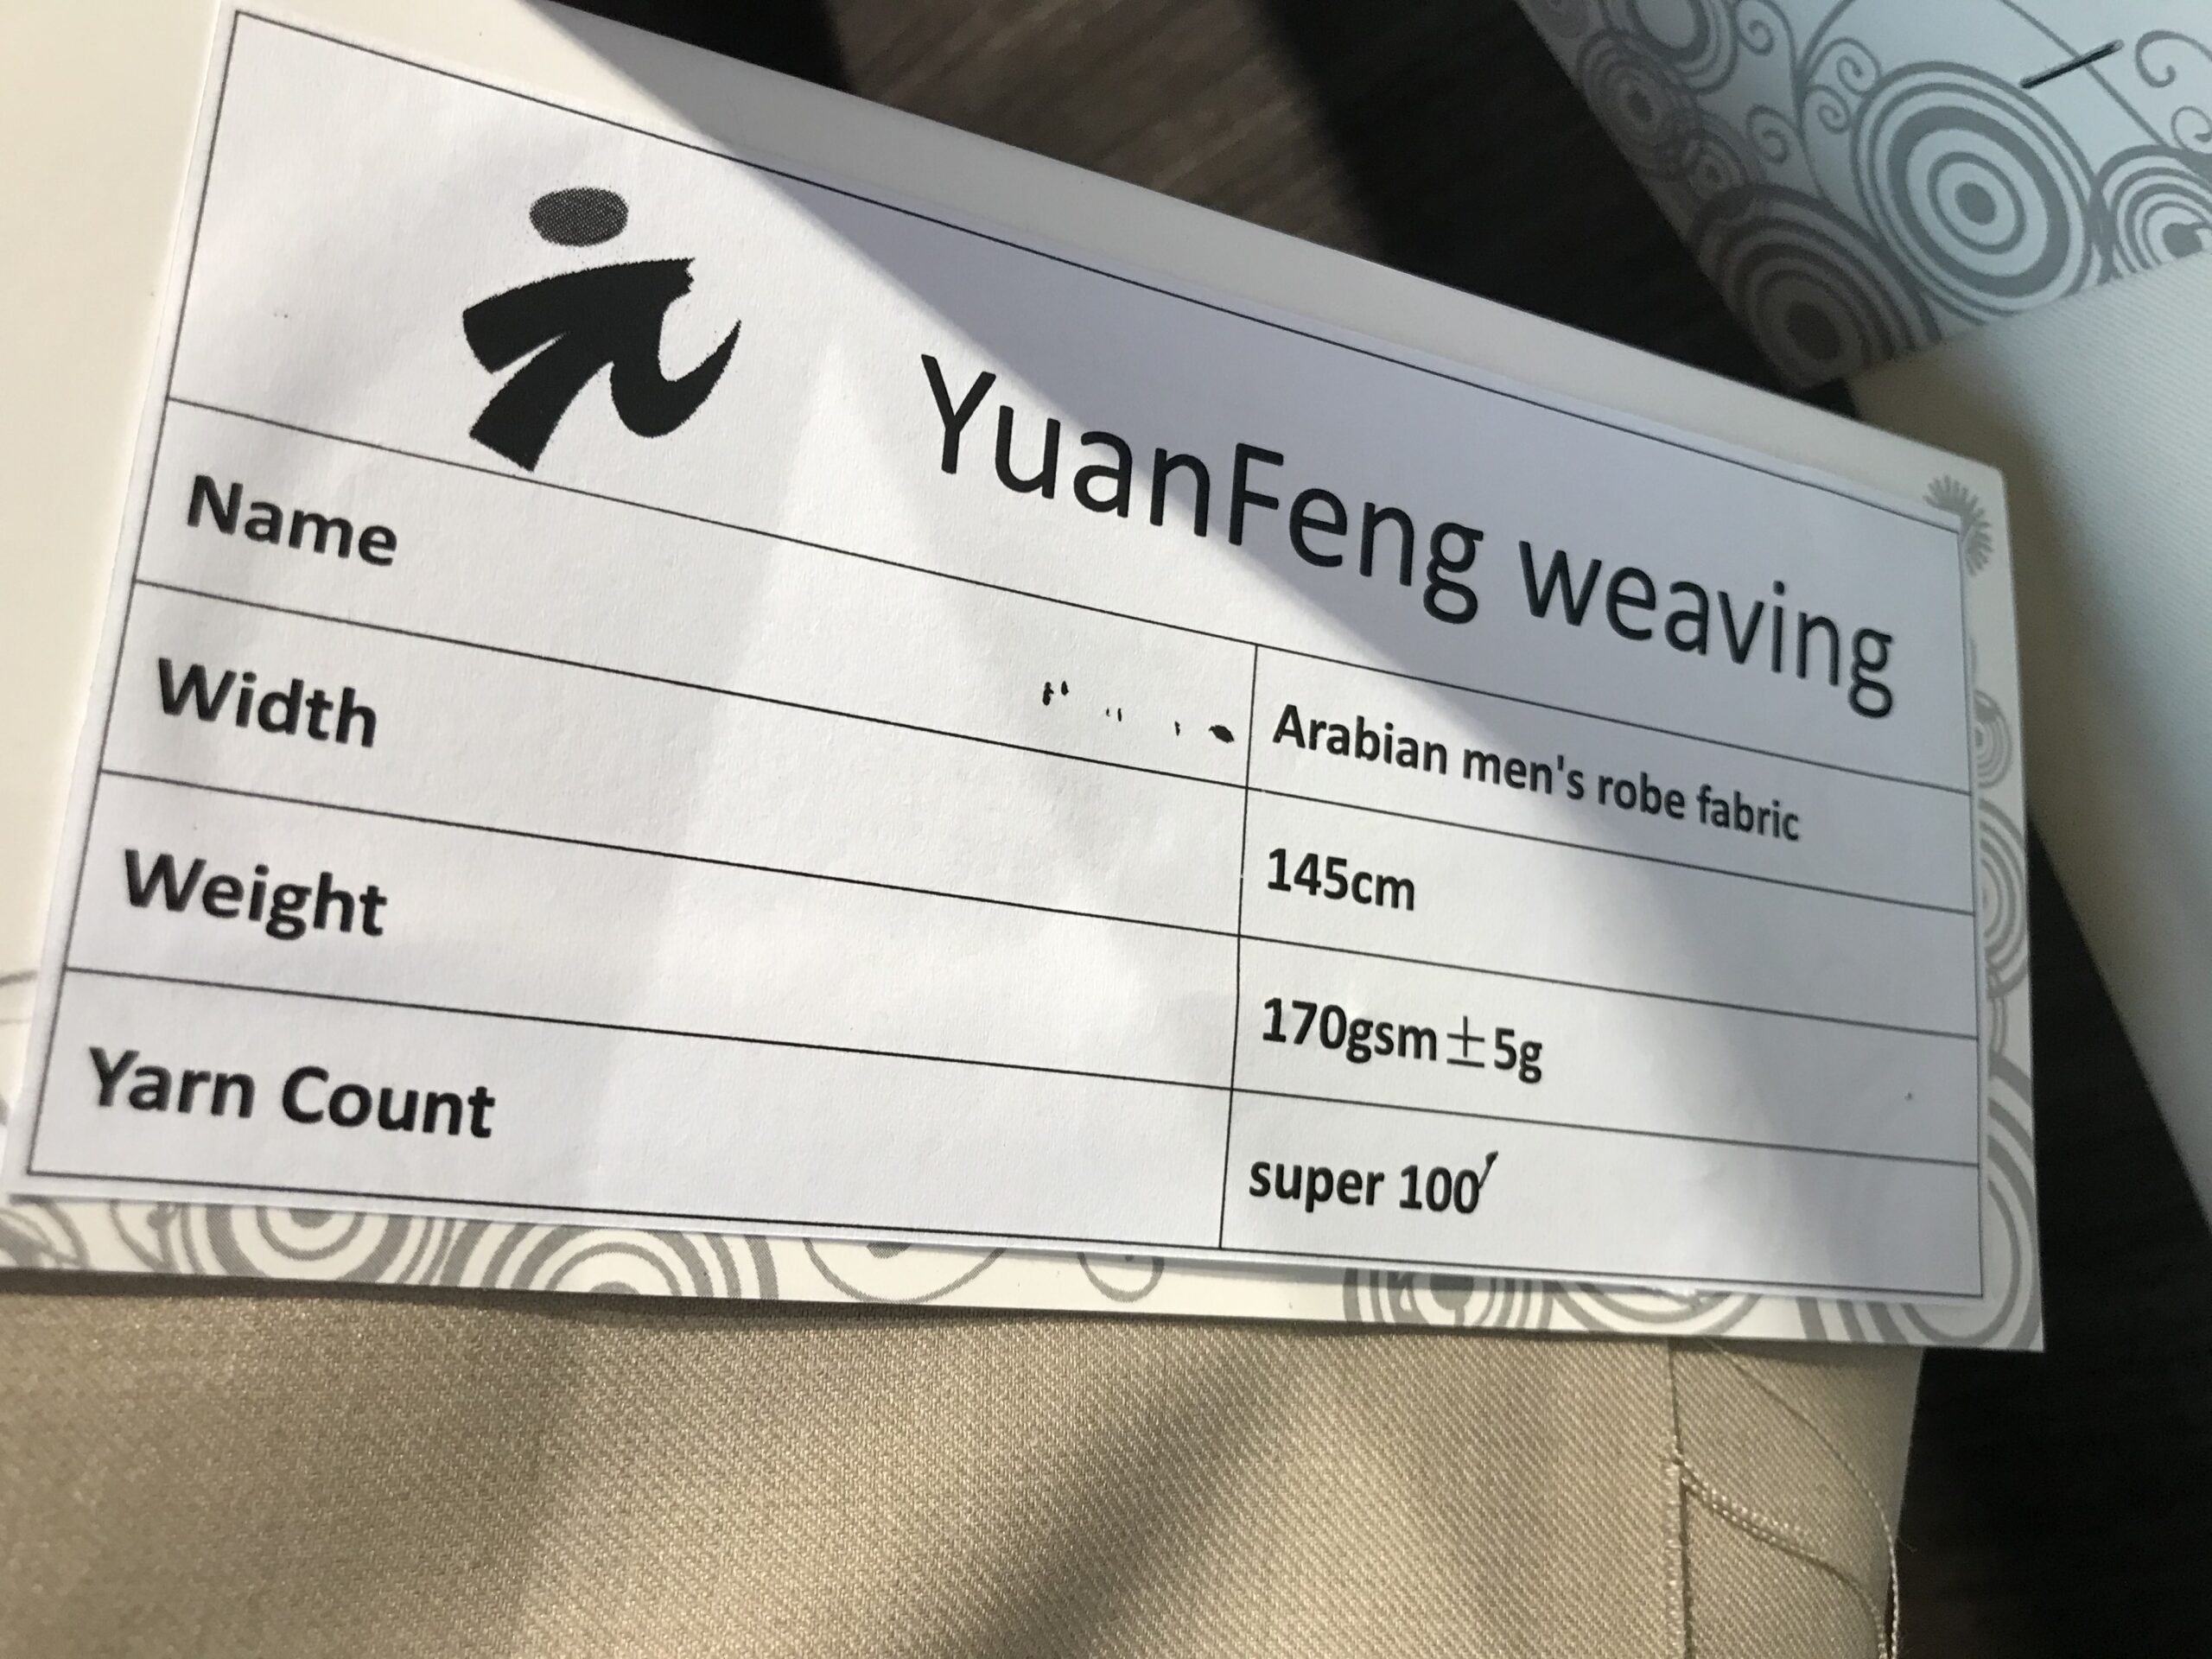 YuanFeng weaving
Name Arabian men's robe fabric
Width 145cm
Weight 170gsm±5g
Yarn Count super 100'